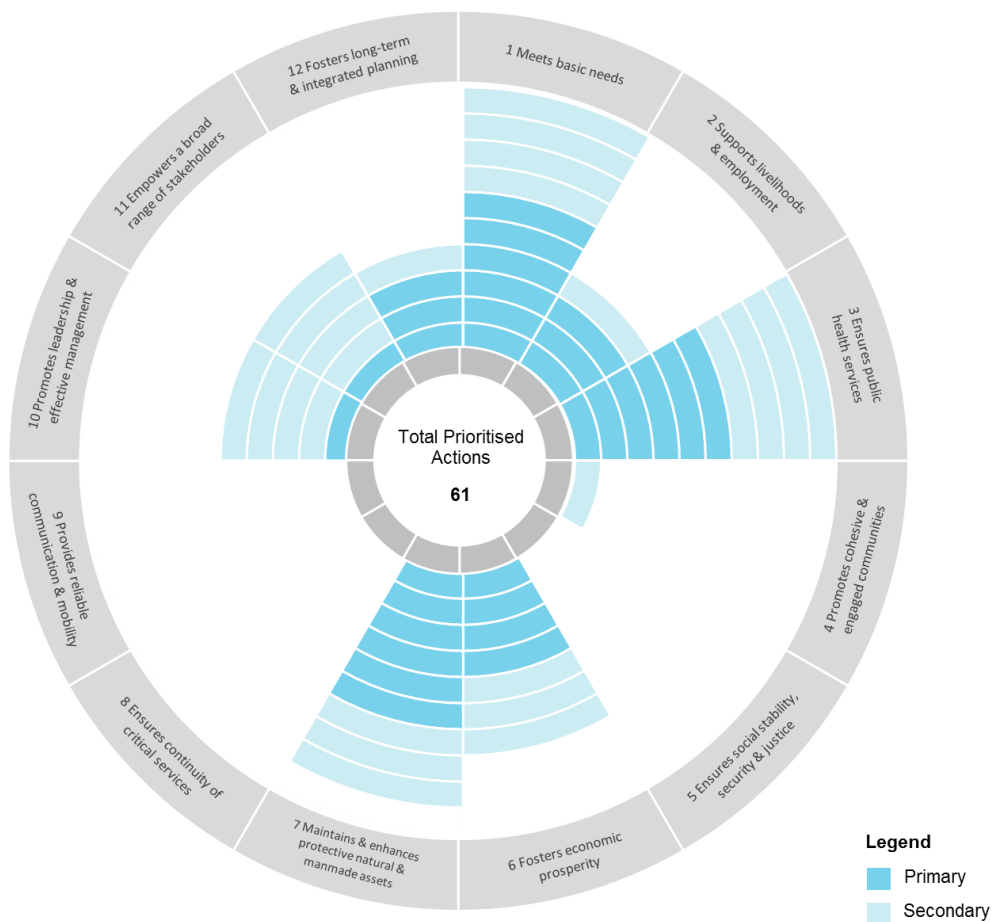 1 Meets basic needs
2 Supports livelihoods
& employment
3 Ensures public
health services
4 Promotes cohesive &
engaged communities
5 Ensures social stability,
security & justice
6 Fosters economic
prosperity
7 Maintains & enhances
protective natural &
manmade assets
8 Ensures continuity of
critical services
9 Provides reliable
communication & mobility
10 Promotes leadership &
effective management
11 Empowers a broad
range of stakeholders
12 Fosters long-term
& integrated planning
Total Prioritised
Actions
61
Legend
Primary
Secondary